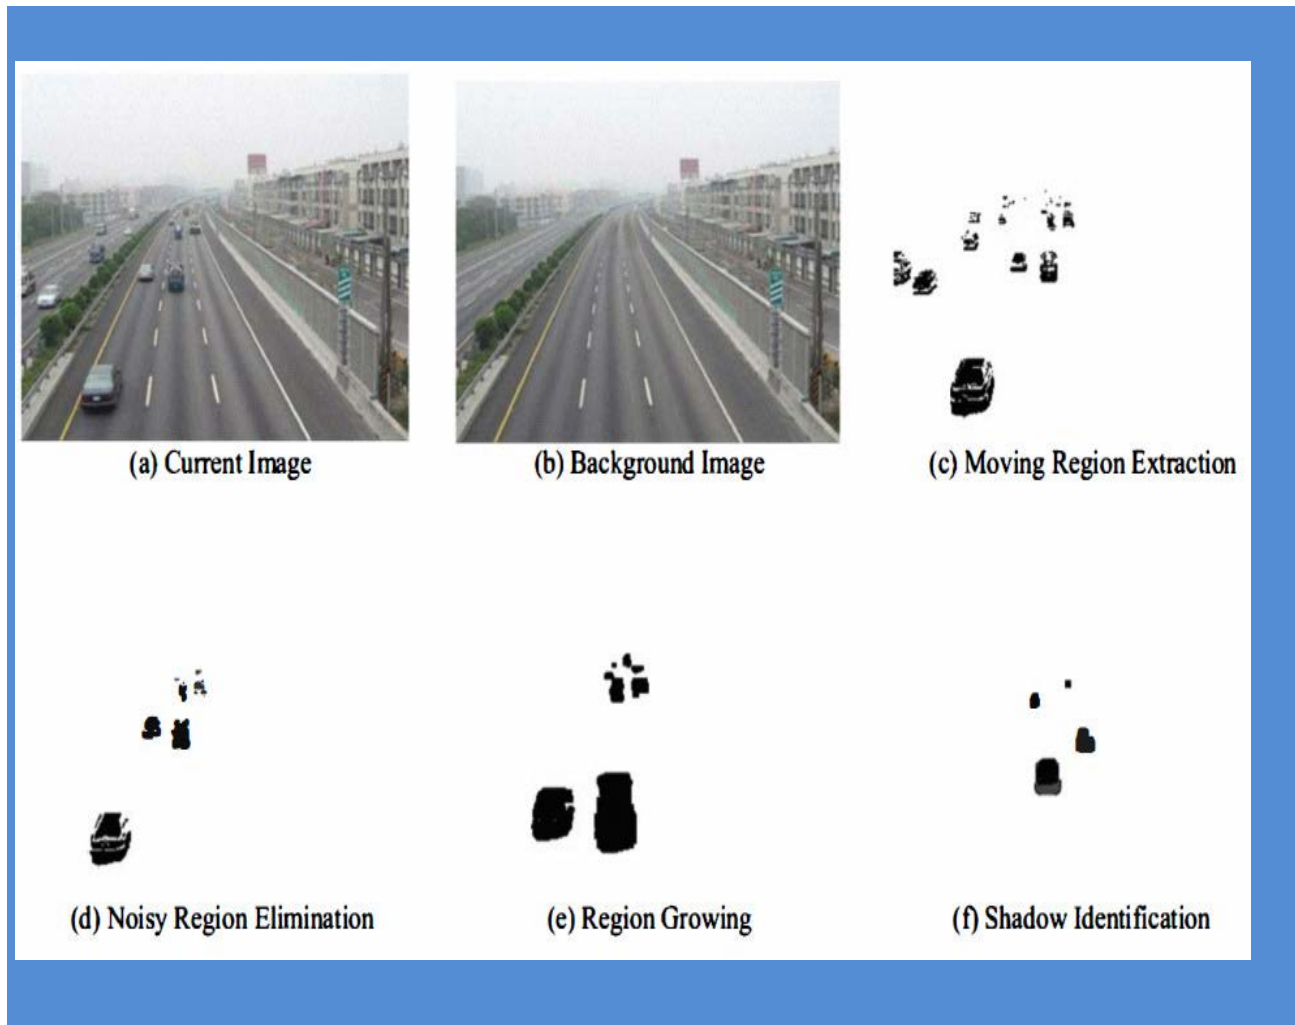 (a) Current Image
(b) Background Image
(c) Moving Region Extraction
(d) Noisy Region Elimination
(e) Region Growing
(f) Shadow Identification